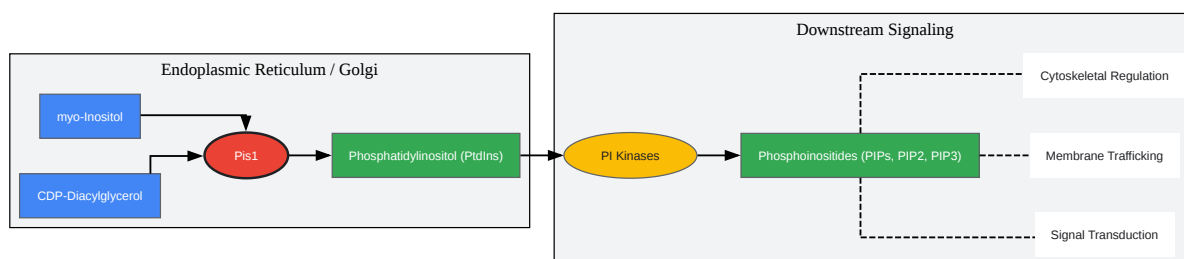 Downstream Signaling
Endoplasmic Reticulum / Golgi
Cytoskeletal Regulation
myo-Inositol
Pis1
Phosphatidylinositol (PtdIns)
PI Kinases
Phosphoinositides (PIPs, PIP2, PIP3)
Membrane Trafficking
CDP-Diacylglycerol
Signal Transduction